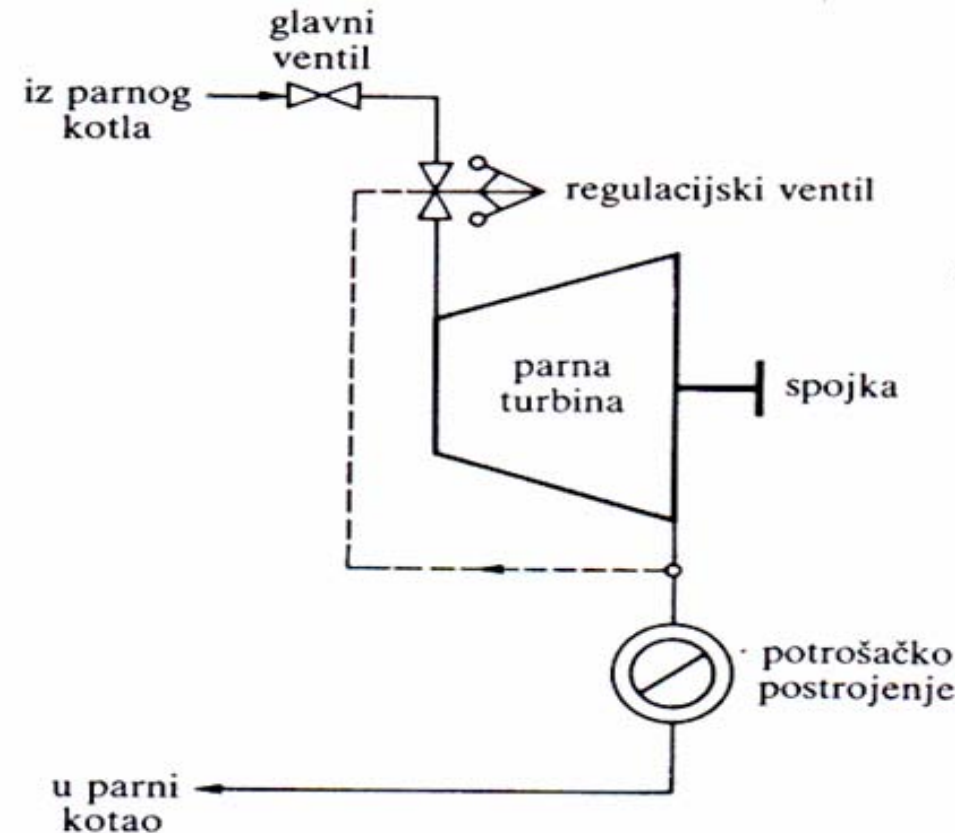 glavni
ventil
iz parnog
kotla
regulacijski ventil
parna
turbina
spojka
potrošačko
postrojenje
u parni
kotao